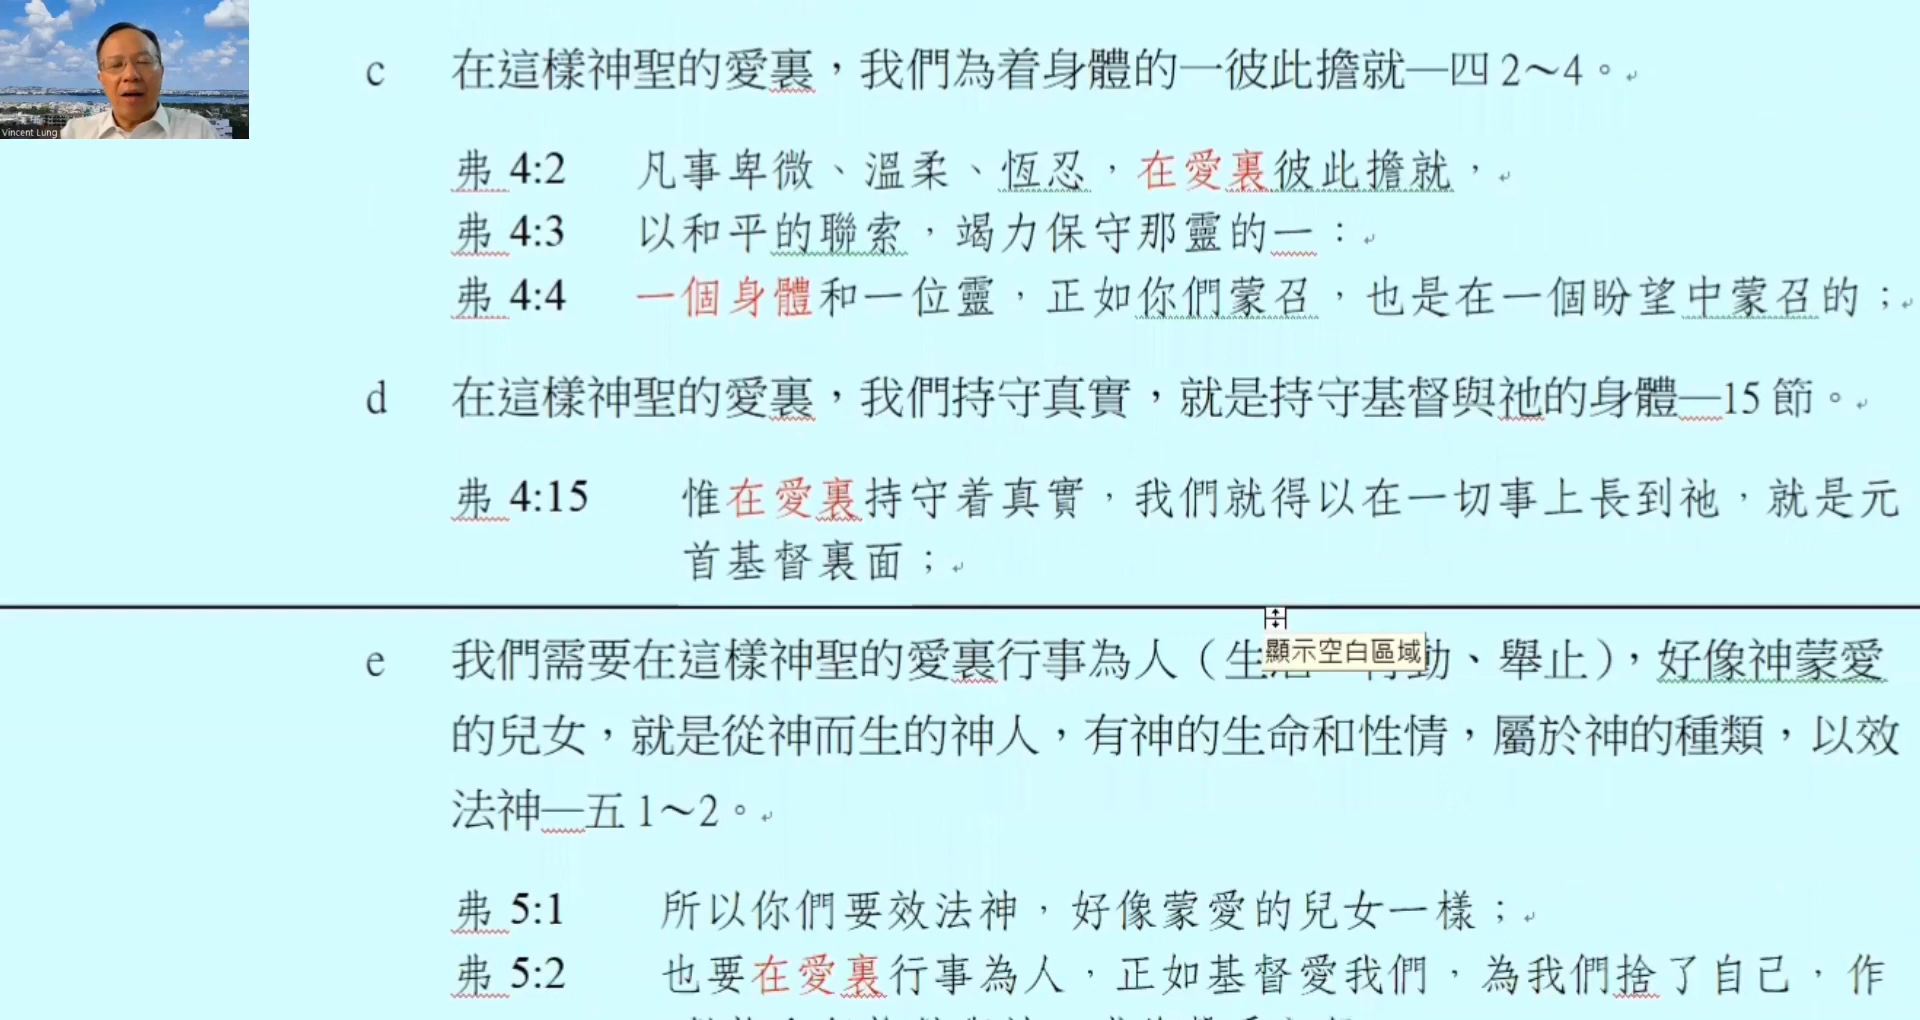 Vincent Lung
c 在這樣神聖的愛裏，我們為着身體的一彼此擔就—四 2～4。
弗 4:2 凡事卑微、溫柔、恆忍，在愛裏彼此擔就，
弗 4:3 以和平的聯索，竭力保守那靈的一：
弗 4:4 一個身體和一位靈，正如你們蒙召，也是在一個盼望中蒙召的；
d 在這樣神聖的愛裏，我們持守真實，就是持守基督與祂的身體—15 節。
弗 4:15 惟在愛裏持守着真實，我們就得以在一切事上長到祂，就是元
首基督裏面；
顯示空白區域
e 我們需要在這樣神聖的愛裏行事為人（生動、舉止），好像神蒙愛
的兒女，就是從神而生的神人，有神的生命和性情，屬於神的種類，以效
法神—五 1～2。
弗 5:1 所以你們要效法神，好像蒙愛的兒女一樣；
弗 5:2 也要在愛裏行事為人，正如基督愛我們，為我們捨了自己，作